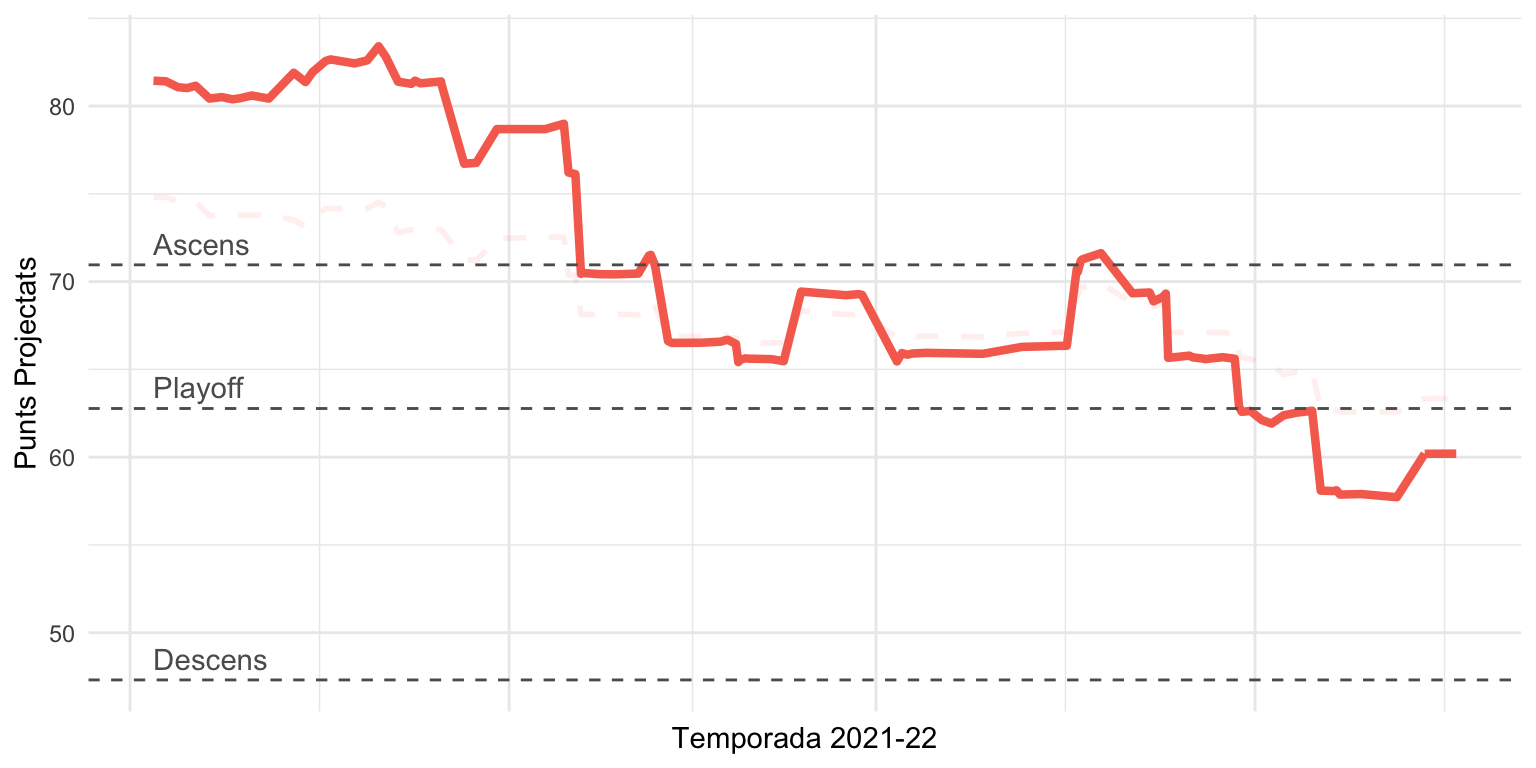 80
70
60
50
Punts Projectats
Ascens
Playoff
Descens
Temporada 2021-22